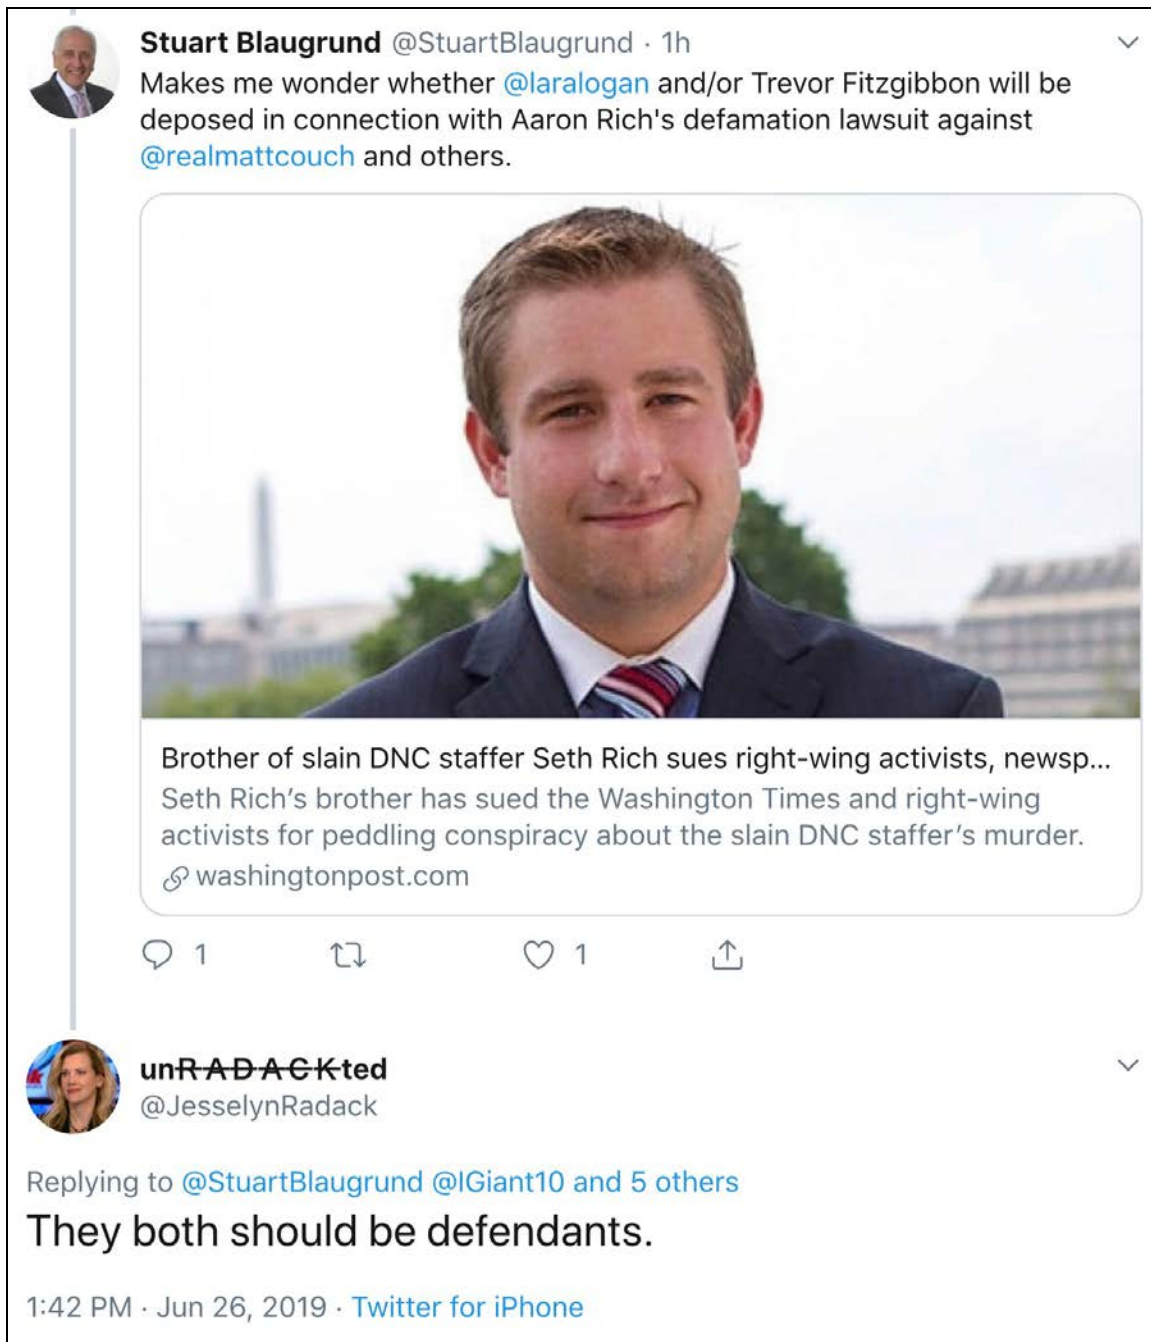 Stuart Blaugrund @StuartBlaugrund · 1h
Makes me wonder whether @laralogan and/or Trevor Fitzgibbon will be
deposed in connection with Aaron Rich's defamation lawsuit against
@realmattcouch and others.
Brother of slain DNC staffer Seth Rich sues right-wing activists, newsp...
Seth Rich's brother has sued the Washington Times and right-wing
activists for peddling conspiracy about the slain DNC staffer's murder.
washingtonpost.com
1 1
unRADACKted
@JesselynRadack
Replying to @StuartBlaugrund @IGiant10 and 5 others
They both should be defendants.
1:42 PM · Jun 26, 2019 · Twitter for iPhone